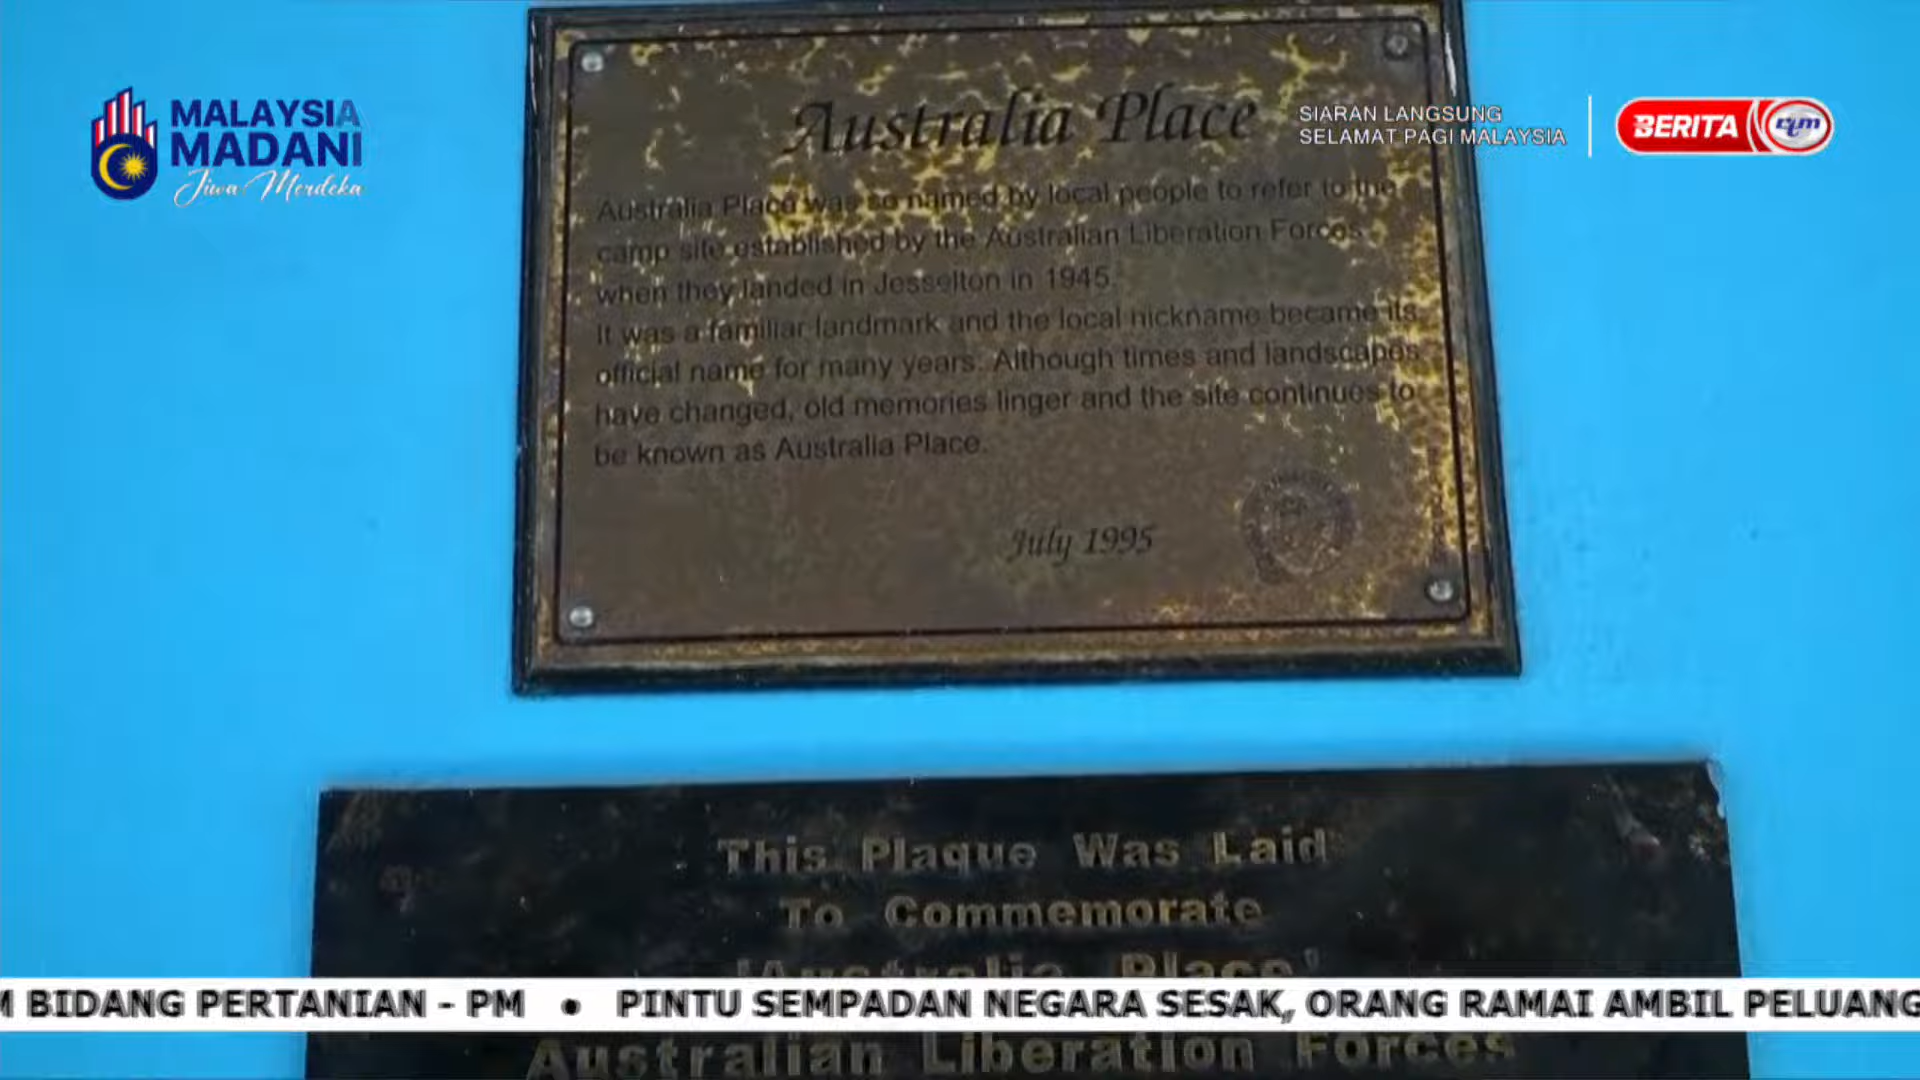 MALAYSIA
MADANI
Jiwa Merdeka
SIARAN LANGSUNG
SELAMAT PAGI MALAYSIA
BERITA rtm
Australia Place
Australia Place was so named by local people to refer to the
camp site established by the Australian Liberation Forces
when they landed in Jesselton in 1945.
It was a familiar landmark and the local nickname became its
official name for many years. Although times and landscapes
have changed, old memories linger and the site continues to
be known as Australia Place.
July 1995
This Plaque Was Laid
To Commemorate
'Australia Place'
Australian Liberation Forces
M BIDANG PERTANIAN - PM • PINTU SEMPADAN NEGARA SESAK, ORANG RAMAI AMBIL PELUANG